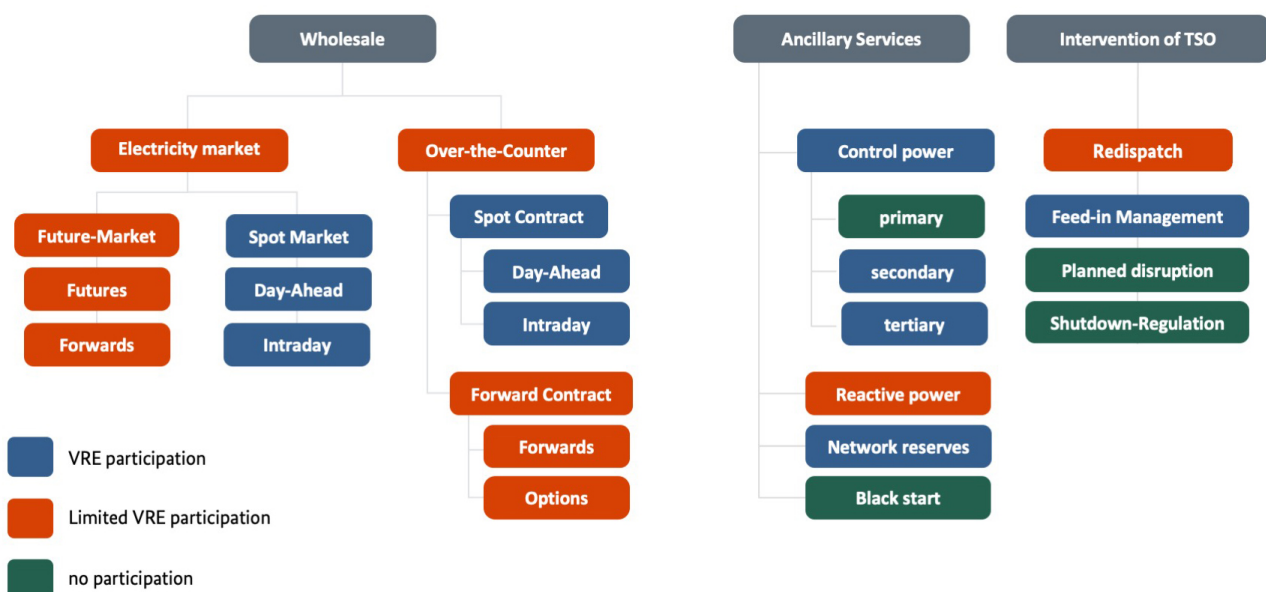 Wholesale
Electricity market
Future-Market
Futures
Forwards
Spot Market
Day-Ahead
Intraday
Over-the-Counter
Spot Contract
Day-Ahead
Intraday
Forward Contract
Forwards
Options
Ancillary Services
Control power
primary
secondary
tertiary
Reactive power
Network reserves
Black start
Intervention of TSO
Redispatch
Feed-in Management
Planned disruption
Shutdown-Regulation
VRE participation
Limited VRE participation
no participation